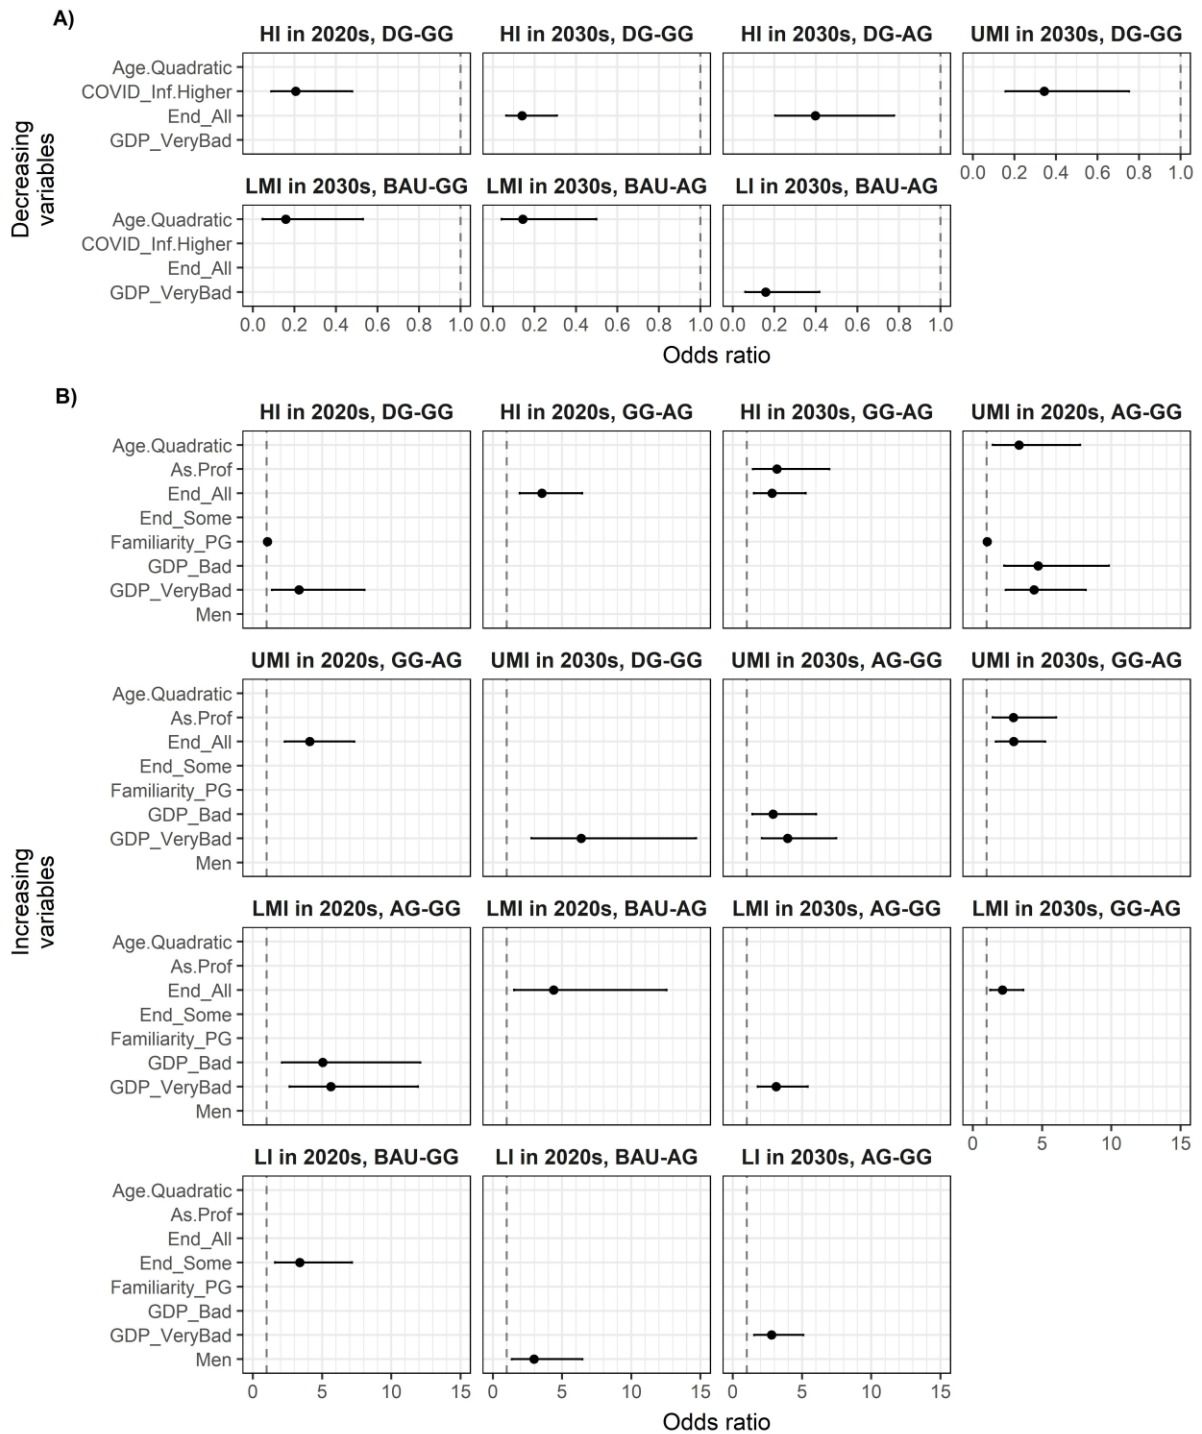 A)
HI in 2020s, DG-GG HI in 2030s, DG-GG HI in 2030s, DG-AG UMI in 2030s, DG-GG
Age.Quadratic
COVID_Inf.Higher
End_All
GDP_VeryBad
0.0 0.2 0.4 0.6 0.8 1.0
Decreasing
variables
LMI in 2030s, BAU-GG LMI in 2030s, BAU-AG LI in 2030s, BAU-AG
Age.Quadratic
COVID_Inf.Higher
End_All
GDP_VeryBad
0.0 0.2 0.4 0.6 0.8 1.0 0.0 0.2 0.4 0.6 0.8 1.0 0.0 0.2 0.4 0.6 0.8 1.0
Odds ratio
B)
HI in 2020s, DG-GG HI in 2020s, GG-AG HI in 2030s, GG-AG UMI in 2020s, AG-GG
Age.Quadratic
As.Prof
End_All
End_Some
Familiarity_PG
GDP_Bad
GDP_VeryBad
Men
UMI in 2020s, GG-AG UMI in 2030s, DG-GG UMI in 2030s, AG-GG UMI in 2030s, GG-AG
Age.Quadratic
As.Prof
End_All
End_Some
Familiarity_PG
GDP_Bad
GDP_VeryBad
Men
Increasing
variables
LMI in 2020s, AG-GG LMI in 2020s, BAU-AG LMI in 2030s, AG-GG LMI in 2030s, GG-AG
Age.Quadratic
As.Prof
End_All
End_Some
Familiarity_PG
GDP_Bad
GDP_VeryBad
Men
0 5 10 15
LI in 2020s, BAU-GG LI in 2020s, BAU-AG LI in 2030s, AG-GG
Age.Quadratic
As.Prof
End_All
End_Some
Familiarity_PG
GDP_Bad
GDP_VeryBad
Men
0 5 10 15 0 5 10 15 0 5 10 15
Odds ratio